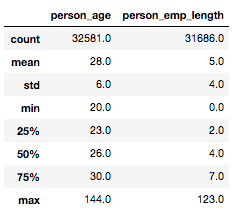 person_age person_emp_length
count 32581.0 31686.0
mean 28.0 5.0
std 6.0 4.0
min 20.0 0.0
25% 23.0 2.0
50% 26.0 4.0
75% 30.0 7.0
max 144.0 123.0